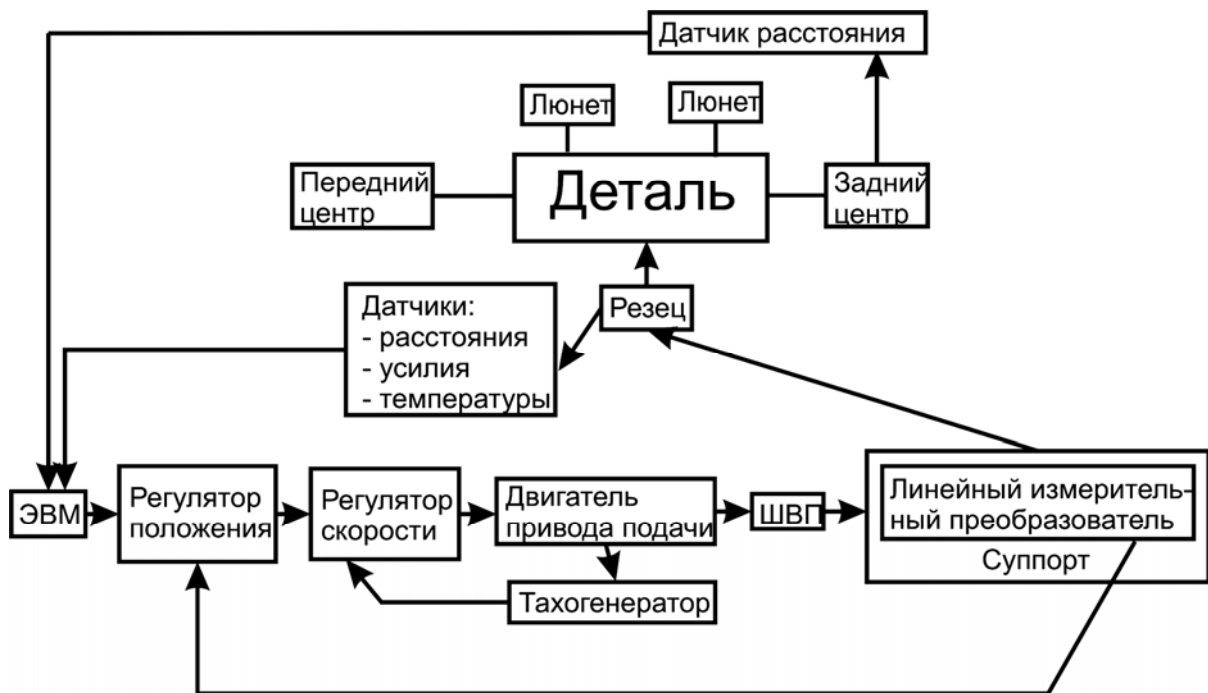 Датчик расстояния
Люнет
Люнет
Передний
центр
Деталь
Задний
центр
Датчики:
- расстояния
- усилия
- температуры
Резец
ЭВМ
Регулятор
положения
Регулятор
скорости
Двигатель
привода подачи
ШВП
Линейный измеритель-
ный преобразователь
Суппорт
Тахогенератор